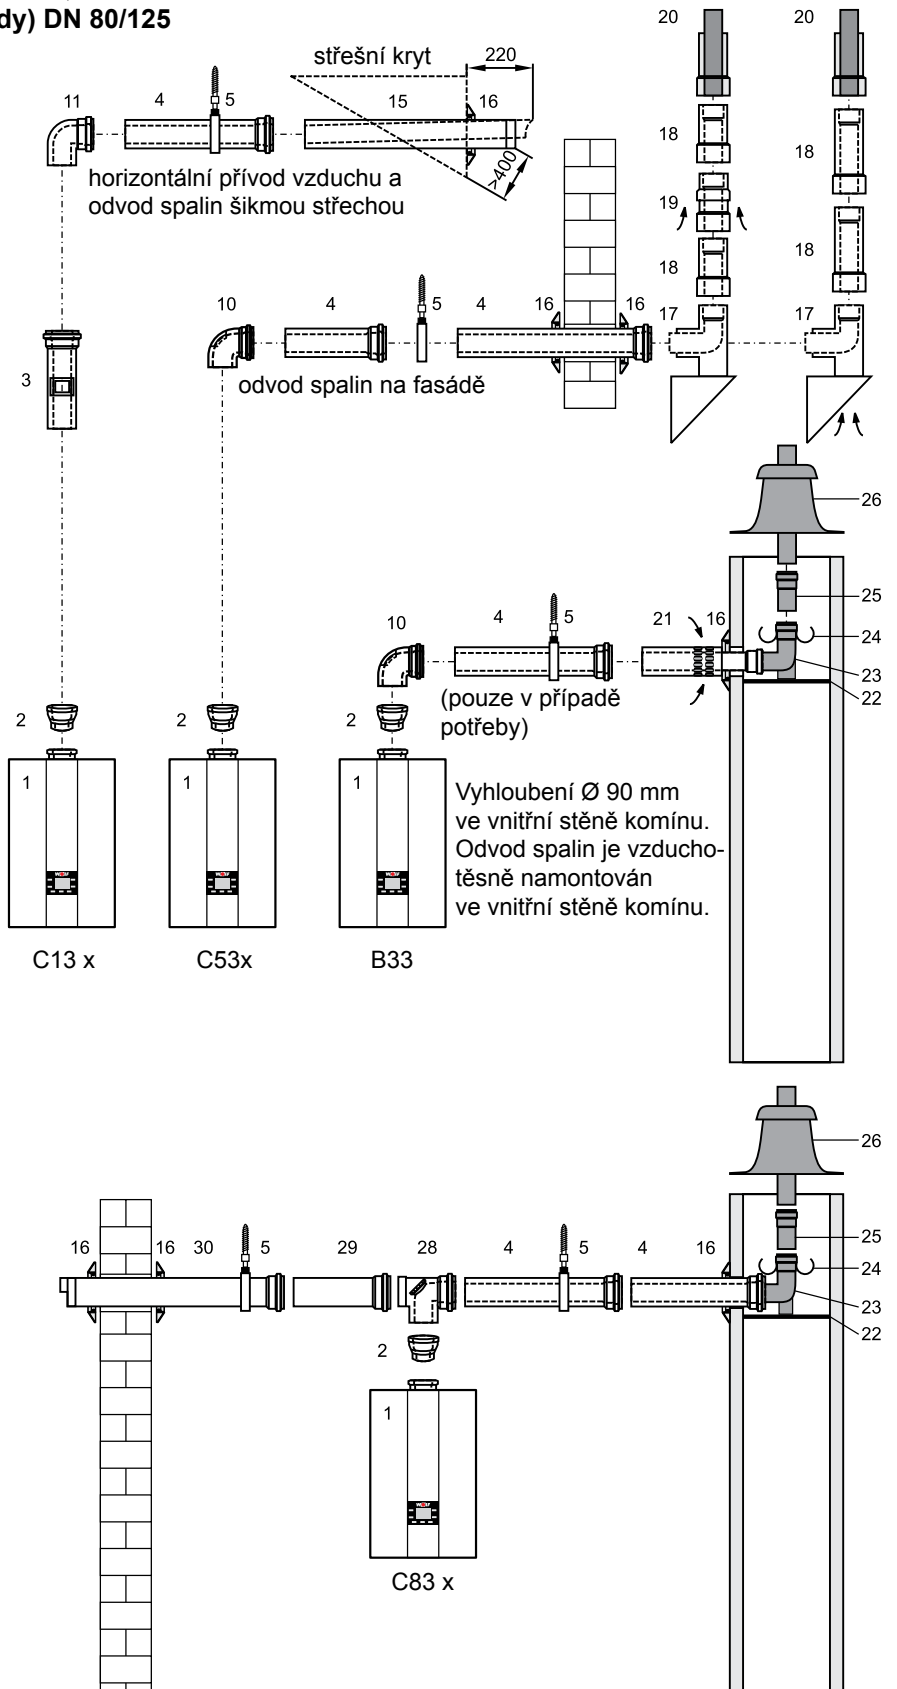 dy) DN 80/125
20 20
střešní kryt 220
11 4 5 15 16
18 18
>400
horizontální přívod vzduchu a
odvod spalin šikmou střechou
19
18 18
10 4 5 4 16 16 17 17
3
odvod spalin na fasádě
26
25
10 4 5 21 16
24
23
22
(pouze v případě
potřeby)
2 2 2
1 1 1
Vyhloubení Ø 90 mm
ve vnitřní stěně komínu.
Odvod spalin je vzducho-
těsně namontován
ve vnitřní stěně komínu.
WOLF WOLF WOLF
C13 x C53x B33
26
25
16 16 30 5 29 28 4 5 4 16
24
23
22
2
1
WOLF
C83 x